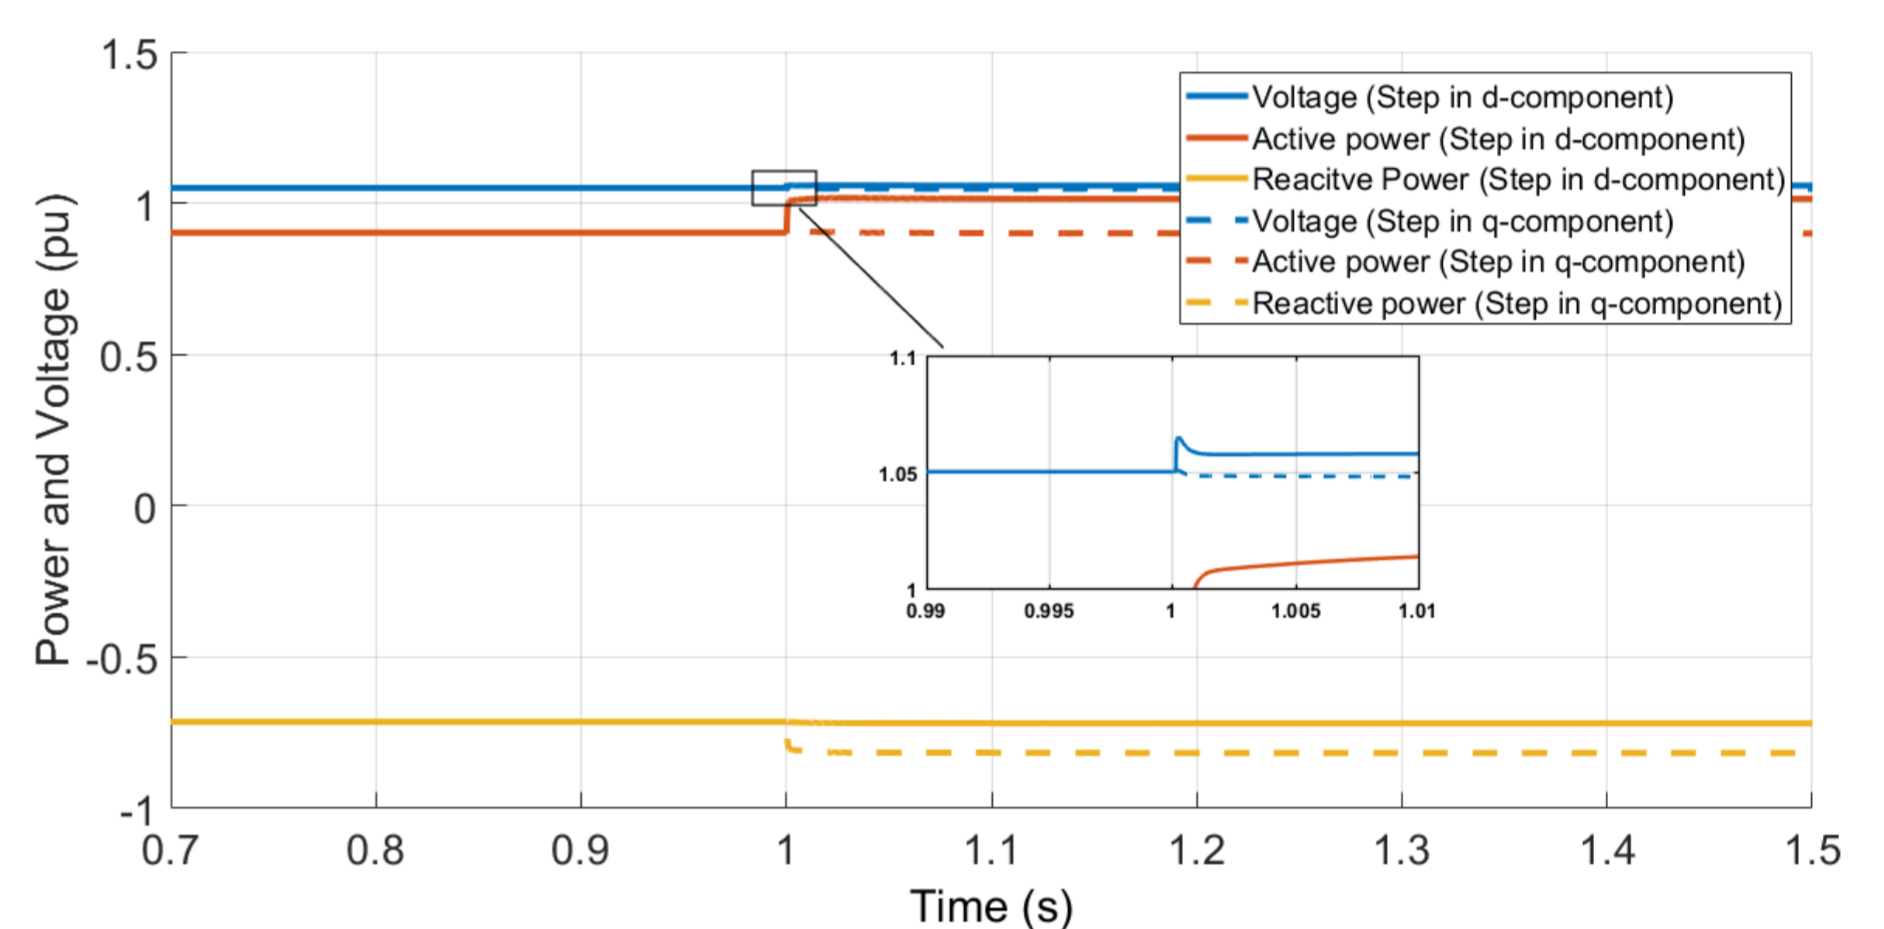 1.5
1
0.5
0
-0.5
-1
Power and Voltage (pu)
Voltage (Step in d-component)
Active power (Step in d-component)
Reacitve Power (Step in d-component)
Voltage (Step in q-component)
Active power (Step in q-component)
Reactive power (Step in q-component)
1.1
1.05
1
0.99 0.995 1 1.005 1.01
0.7 0.8 0.9 1 1.1 1.2 1.3 1.4 1.5
Time (s)